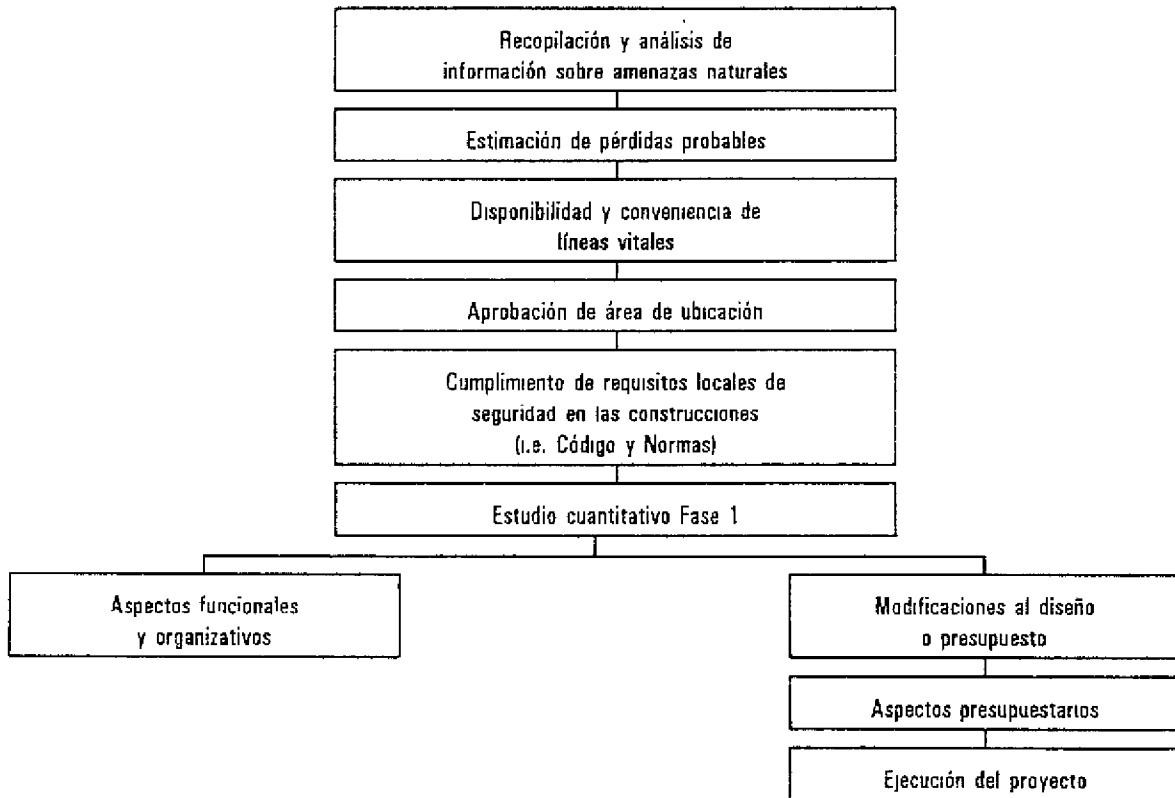 Recopilación y análisis de
información sobre amenazas naturales
Estimación de pérdidas probables
Disponibilidad y conveniencia de
líneas vitales
Aprobación de área de ubicación
Cumplimiento de requisitos locales de
seguridad en las construcciones
(i.e. Código y Normas)
Estudio cuantitativo Fase 1
Aspectos funcionales
y organizativos
Modificaciones al diseño
o presupuesto
Aspectos presupuestarios
Ejecución del proyecto